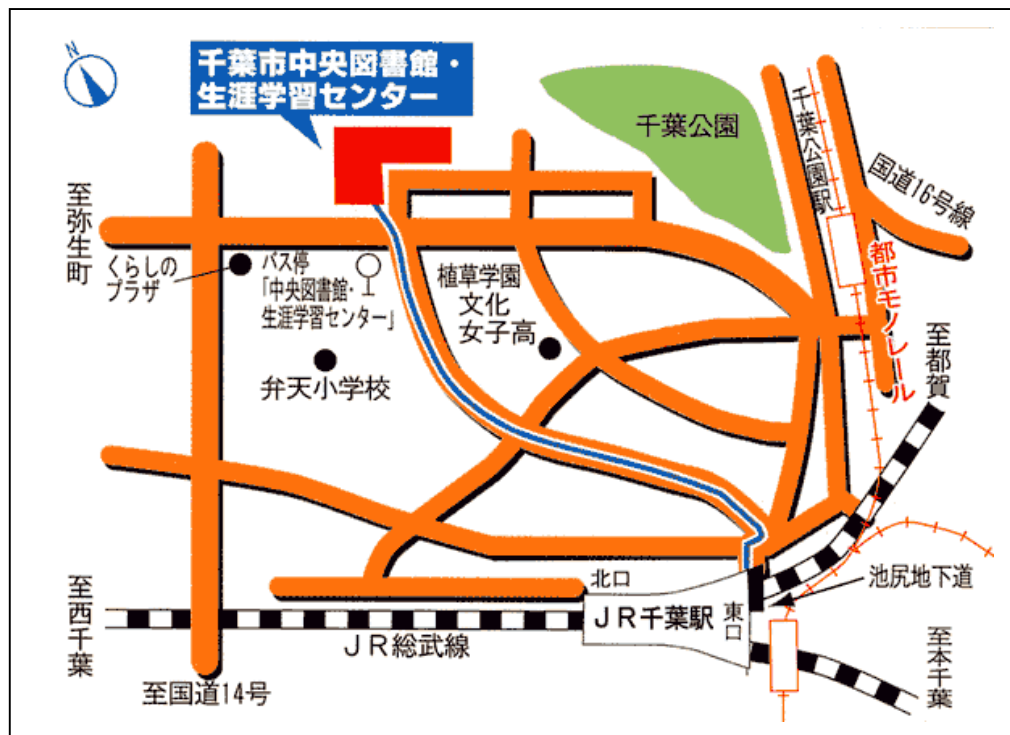 N
千葉市中央図書館・
生涯学習センター
千葉公園
千葉公園駅
国道16号線
至弥生町
くらしの
プラザ
バス停
「中央図書館・
生涯学習センター」
植草学園
文化
女子高
都市モノレール
至都賀
弁天小学校
北口
池尻地下道
至西千葉
JR総武線
JR千葉駅
東口
至本千葉
至国道14号